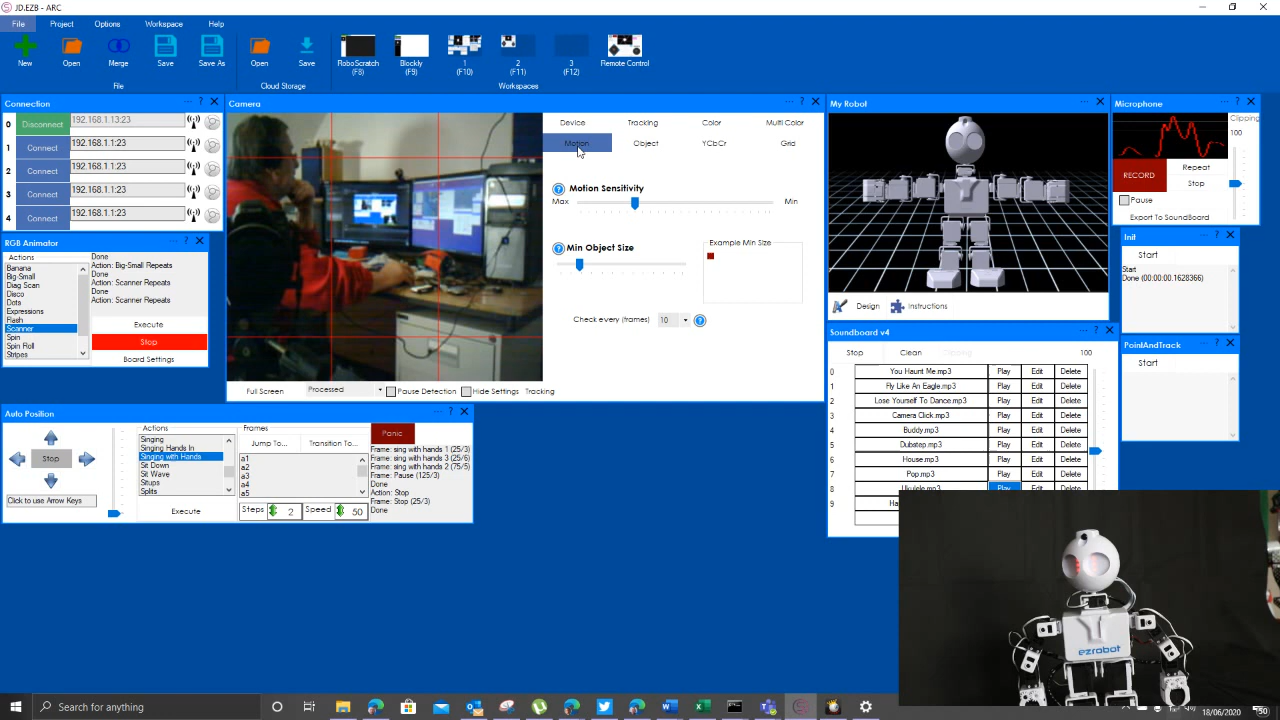 JD.EZB - ARC
File Project Options Workspace Help
New Open Merge Save Save As Open Save RoboScratch (F8) Blockly (F9) 1 (F10) 2 (F11) 3 (F12) Remote Control
File Cloud Storage Workspaces
Connection ... ? ×
0 Disconnect 192.168.1.13:23
1 Connect 192.168.1.1:23
2 Connect 192.168.1.1:23
3 Connect 192.168.1.1:23
4 Connect 192.168.1.1:23
RGB Animator ... ? ×
Actions
Banana
Big-Small
Diag Scan
Disco
Dots
Expressions
Flash
Scanner
Spin
Spin Roll
Stripes
Done
Action: Big-Small Repeats
Done
Action: Scanner Repeats
Done
Action: Scanner Repeats
Execute
Stop
Board Settings
Camera ... ? ×
Device Tracking Color Multi Color
Motion Object YCbCr Grid
Motion Sensitivity
Max Min
Min Object Size
Example Min Size
Check every (frames) 10
Full Screen Processed Pause Detection Hide Settings Tracking
My Robot ... ×
Design Instructions
Microphone ... ? ×
Clipping
100
RECORD
Repeat
Stop
Pause
Export To SoundBoard
Init ... ? ×
Start
Start
Done (00:00:00.1628366)
PointAndTrack ... ? ×
Start
Soundboard v4 ... ? ×
Stop Clean Clipping 100
0 You Haunt Me.mp3 Play Edit Delete
1 Fly Like An Eagle.mp3 Play Edit Delete
2 Lose Yourself To Dance.mp3 Play Edit Delete
3 Camera Click.mp3 Play Edit Delete
4 Buddy.mp3 Play Edit Delete
5 Dubstep.mp3 Play Edit Delete
6 House.mp3 Play Edit Delete
7 Pop.mp3 Play Edit Delete
8 Ukulele.mp3 Play Edit Delete
9
Auto Position ... ? ×
Stop
Click to use Arrow Keys
Actions
Singing
Singing Hands In
Singing with Hands
Sit Down
Sit Wave
Situps
Splits
Execute
Frames
Jump To... Transition To...
a1
a2
a3
a4
a5
Steps 2 Speed 50
Panic
Frame: sing with hands 1 (25/3)
Frame: sing with hands 3 (25/6)
Frame: sing with hands 2 (75/5)
Frame: Pause (125/3)
Done
Action: Stop
Frame: Stop (25/3)
Done
ezrobot
Search for anything
18/06/2020 50